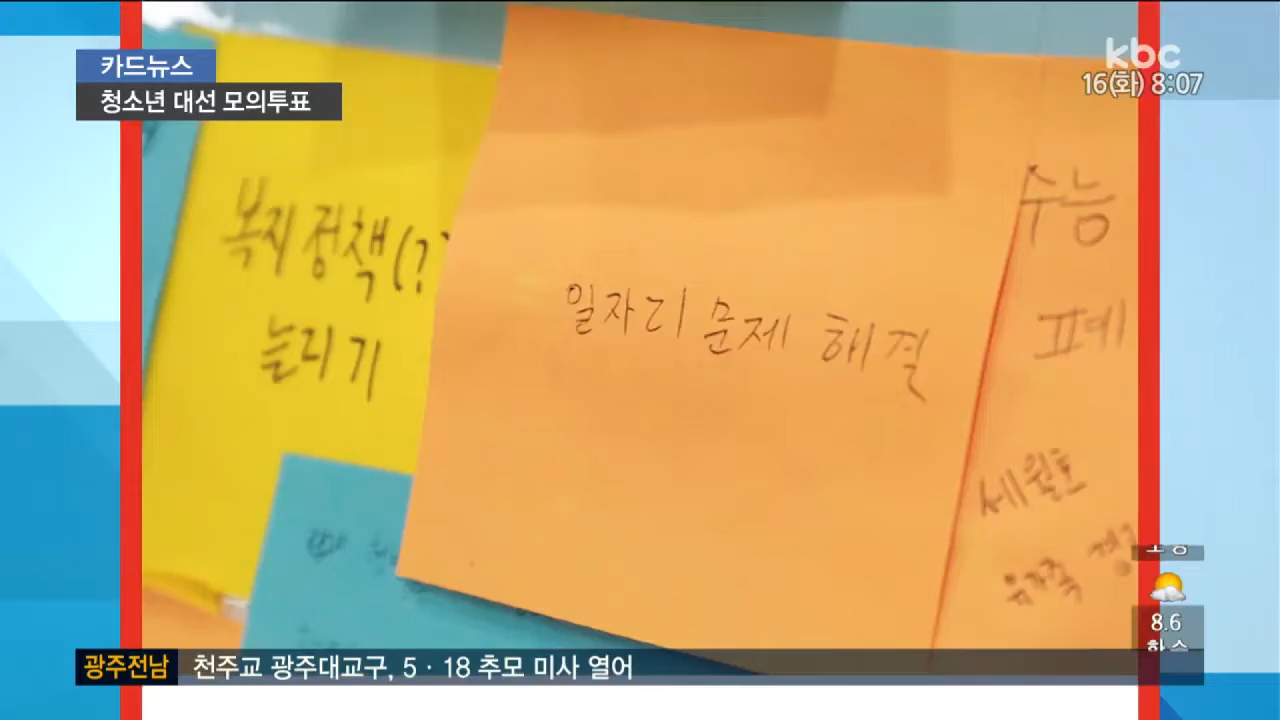 카드뉴스
청소년 대선 모의투표
kbc
16(화) 8:07
복지정책(?)
늘리기
일자리 문제 해결
수능
폐
세월호
유가족
8.6
광주전남 천주교 광주대교구, 5·18 추모 미사 열어